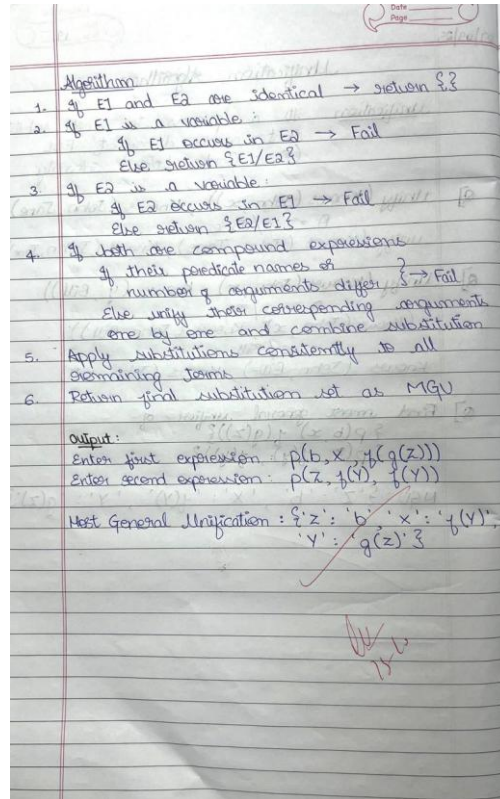 Date
Page
Algorithm
1. If E1 and E2 are identical → return {}
2. If E1 is a variable:
If E1 occurs in E2 → Fail
Else return {E1/E2}
3. If E2 is a variable:
If E2 occurs in E1 → Fail
Else return {E2/E1}
4. If both are compound expressions
If their predicate names or
number of arguments differ } → Fail
Else unify their corresponding arguments
one by one and combine substitution
5. Apply substitutions consistently to all
remaining terms
6. Return final substitution set as MGU
output:
Enter first expression: p(b, X, f(g(Z)))
Enter second expression: p(Z, f(Y), f(Y))
Most General Unification: {'Z': 'b', 'X': 'f(Y)',
'Y': 'g(Z)'}